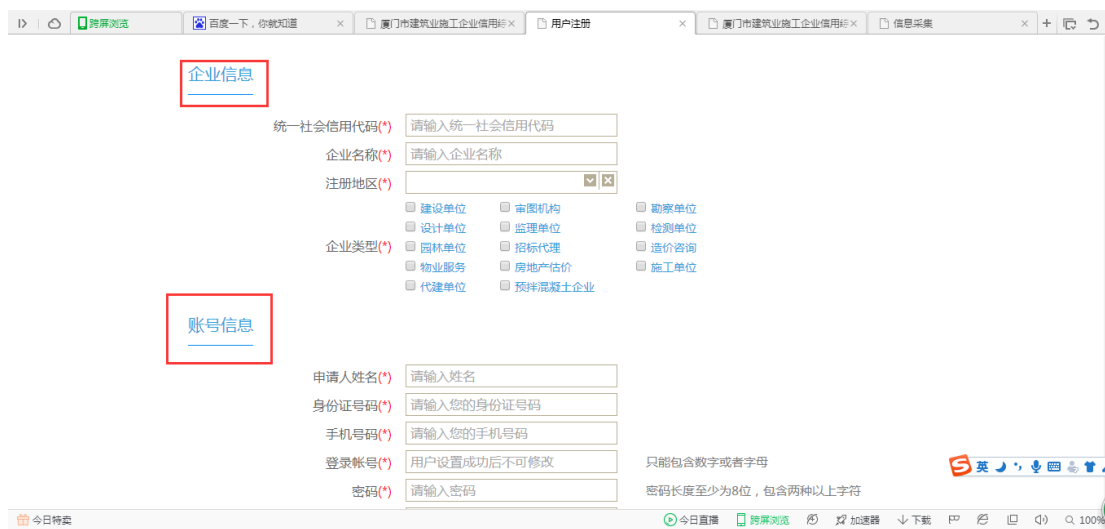 跨屏浏览 百度一下，你就知道 厦门市建筑业施工企业信用综 用户注册 厦门市建筑业施工企业信用综 信息采集
企业信息
统一社会信用代码(*) 请输入统一社会信用代码
企业名称(*) 请输入企业名称
注册地区(*)
建设单位 审图机构 勘察单位
设计单位 监理单位 检测单位
企业类型(*) 园林单位 招标代理 造价咨询
物业服务 房地产估价 施工单位
代建单位 预拌混凝土企业
账号信息
申请人姓名(*) 请输入姓名
身份证号码(*) 请输入您的身份证号码
手机号码(*) 请输入您的手机号码
登录帐号(*) 用户设置成功后不可修改 只能包含数字或者字母
英
密码(*) 请输入密码 密码长度至少为8位，包含两种以上字符
今日特卖 今日直播 跨屏浏览 加速器 下载 100%